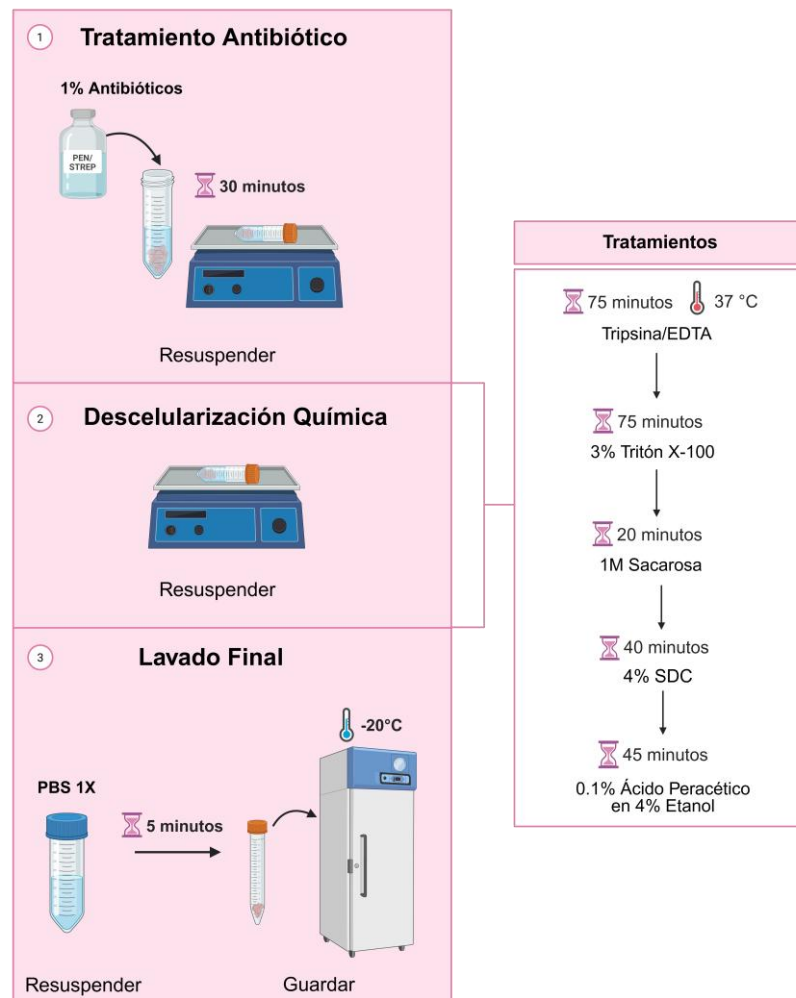 1
Tratamiento Antibiótico
1% Antibióticos
PEN/
STREP
30 minutos
Resuspender
2
Descelularización Química
Resuspender
3
Lavado Final
-20°C
PBS 1X
5 minutos
Resuspender
Guardar
Tratamientos
75 minutos
37 °C
Tripsina/EDTA
75 minutos
3% Tritón X-100
20 minutos
1M Sacarosa
40 minutos
4% SDC
45 minutos
0.1% Ácido Peracético
en 4% Etanol